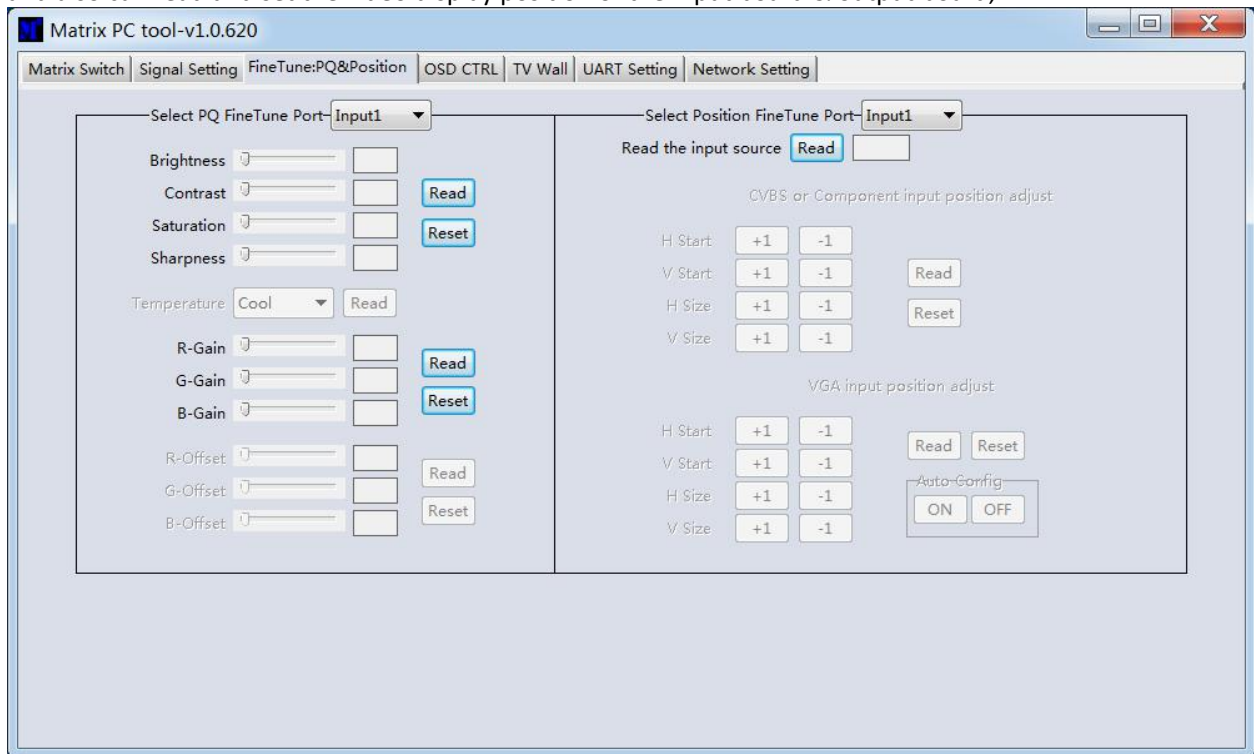 Matrix PC tool-v1.0.620
Matrix Switch Signal Setting FineTune:PQ&Position OSD CTRL TV Wall UART Setting Network Setting
Select PQ FineTune Port Input1
Brightness
Contrast
Saturation
Sharpness
Read
Reset
Temperature Cool Read
R-Gain
G-Gain
B-Gain
Read
Reset
R-Offset
G-Offset
B-Offset
Read
Reset
Select Position FineTune Port Input1
Read the input source Read
CVBS or Component input position adjust
H Start +1 -1
V Start +1 -1
H Size +1 -1
V Size +1 -1
Read
Reset
VGA input position adjust
H Start +1 -1
V Start +1 -1
H Size +1 -1
V Size +1 -1
Read Reset
Auto Config
ON OFF